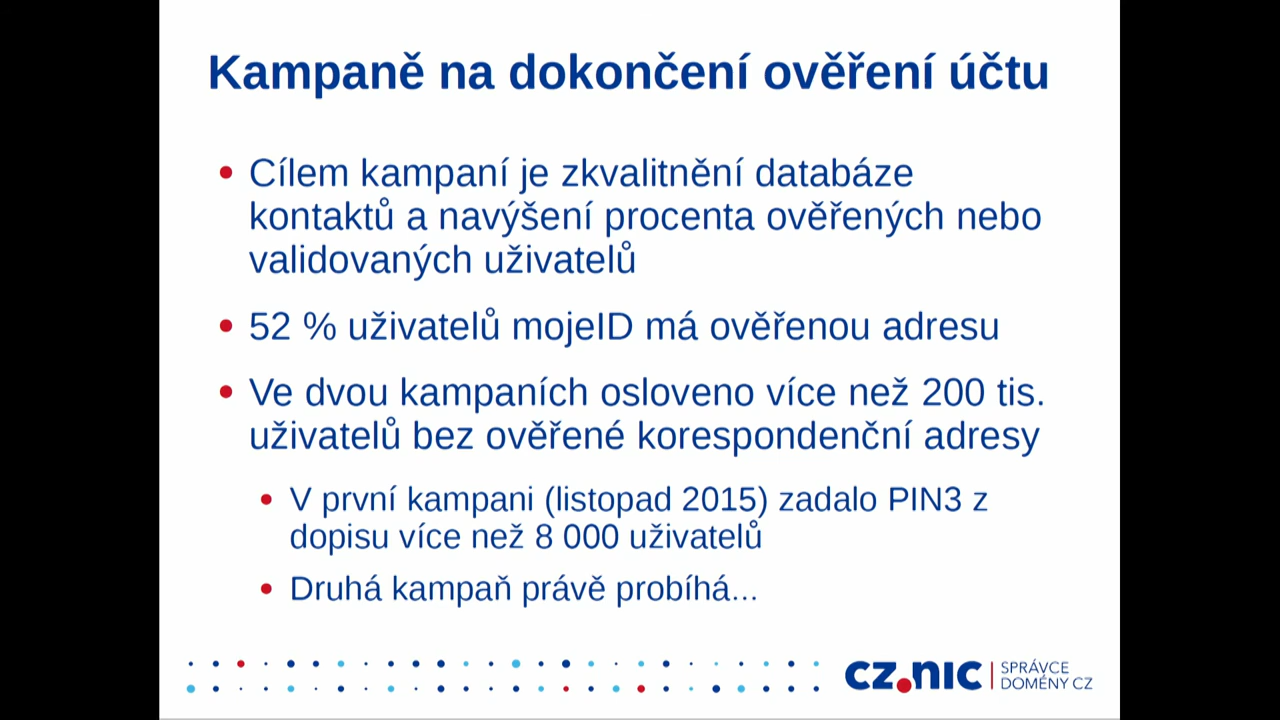 Kampaně na dokončení ověření účtu
Cílem kampaní je zkvalitnění databáze
kontaktů a navýšení procenta ověřených nebo
validovaných uživatelů
52 % uživatelů mojeID má ověřenou adresu
Ve dvou kampaních osloveno více než 200 tis.
uživatelů bez ověřené korespondenční adresy
V první kampani (listopad 2015) zadalo PIN3 z
dopisu více než 8 000 uživatelů
Druhá kampaň právě probíhá...
CZ.NIC
SPRÁVCE
DOMÉNY CZ